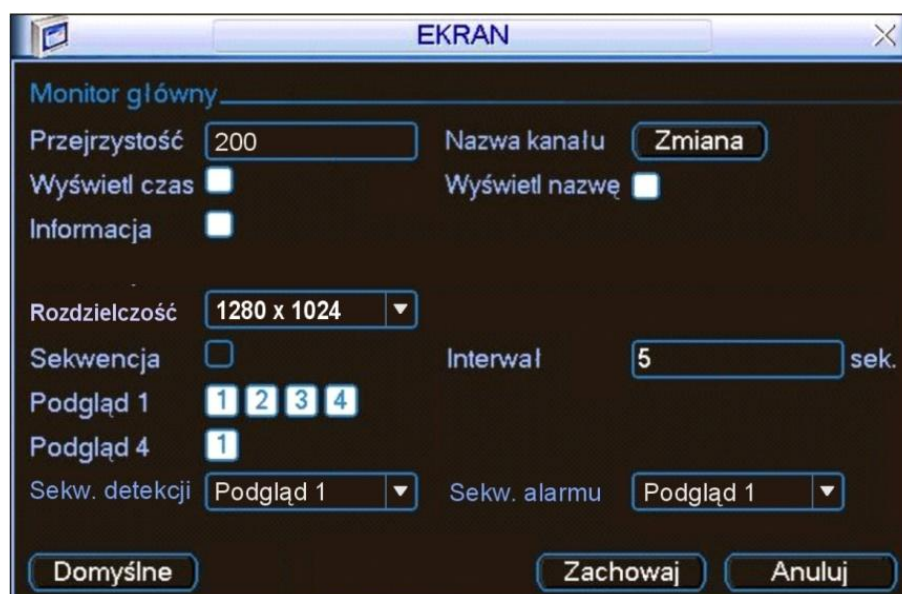 EKRAN
Monitor główny
Przejrzystość 200 Nazwa kanału Zmiana
Wyświetl czas Wyświetl nazwę
Informacja
Rozdzielczość 1280 x 1024
Sekwencja Interwał 5 sek.
Podgląd 1 1 2 3 4
Podgląd 4 1
Sekw. detekcji Podgląd 1 Sekw. alarmu Podgląd 1
Domyślne Zachowaj Anuluj